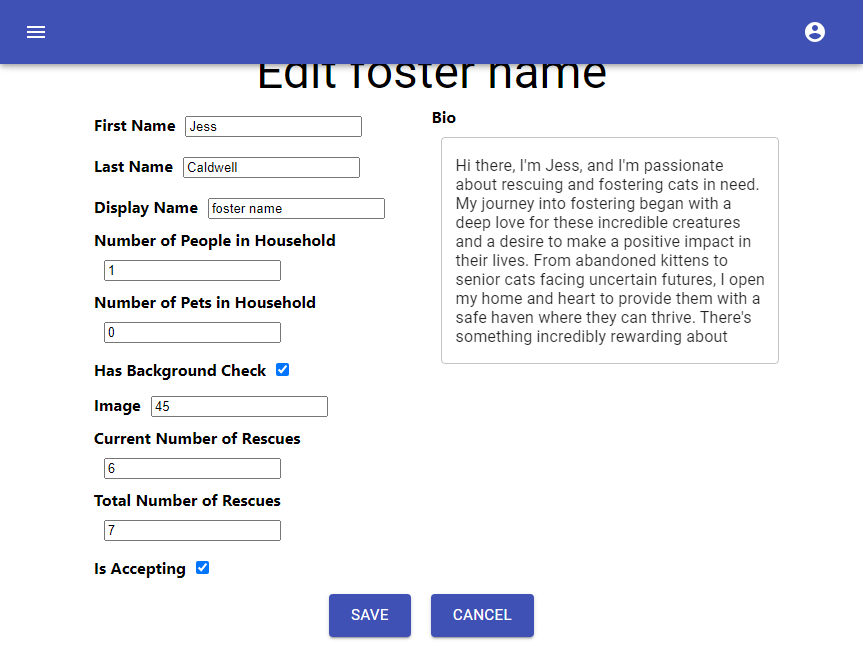 Edit foster name
First Name Jess
Last Name Caldwell
Display Name foster name
Number of People in Household
1
Number of Pets in Household
0
Has Background Check
Image 45
Current Number of Rescues
6
Total Number of Rescues
7
Is Accepting
Bio
Hi there, I'm Jess, and I'm passionate
about rescuing and fostering cats in need.
My journey into fostering began with a
deep love for these incredible creatures
and a desire to make a positive impact in
their lives. From abandoned kittens to
senior cats facing uncertain futures, I open
my home and heart to provide them with a
safe haven where they can thrive. There's
something incredibly rewarding about
SAVE CANCEL